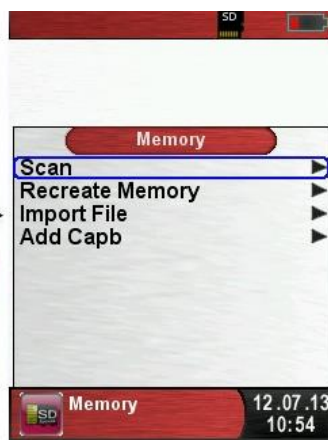 SD
Memory
Scan
Recreate Memory
Import File
Add Capb
SD
Memory
12.07.13
10:54